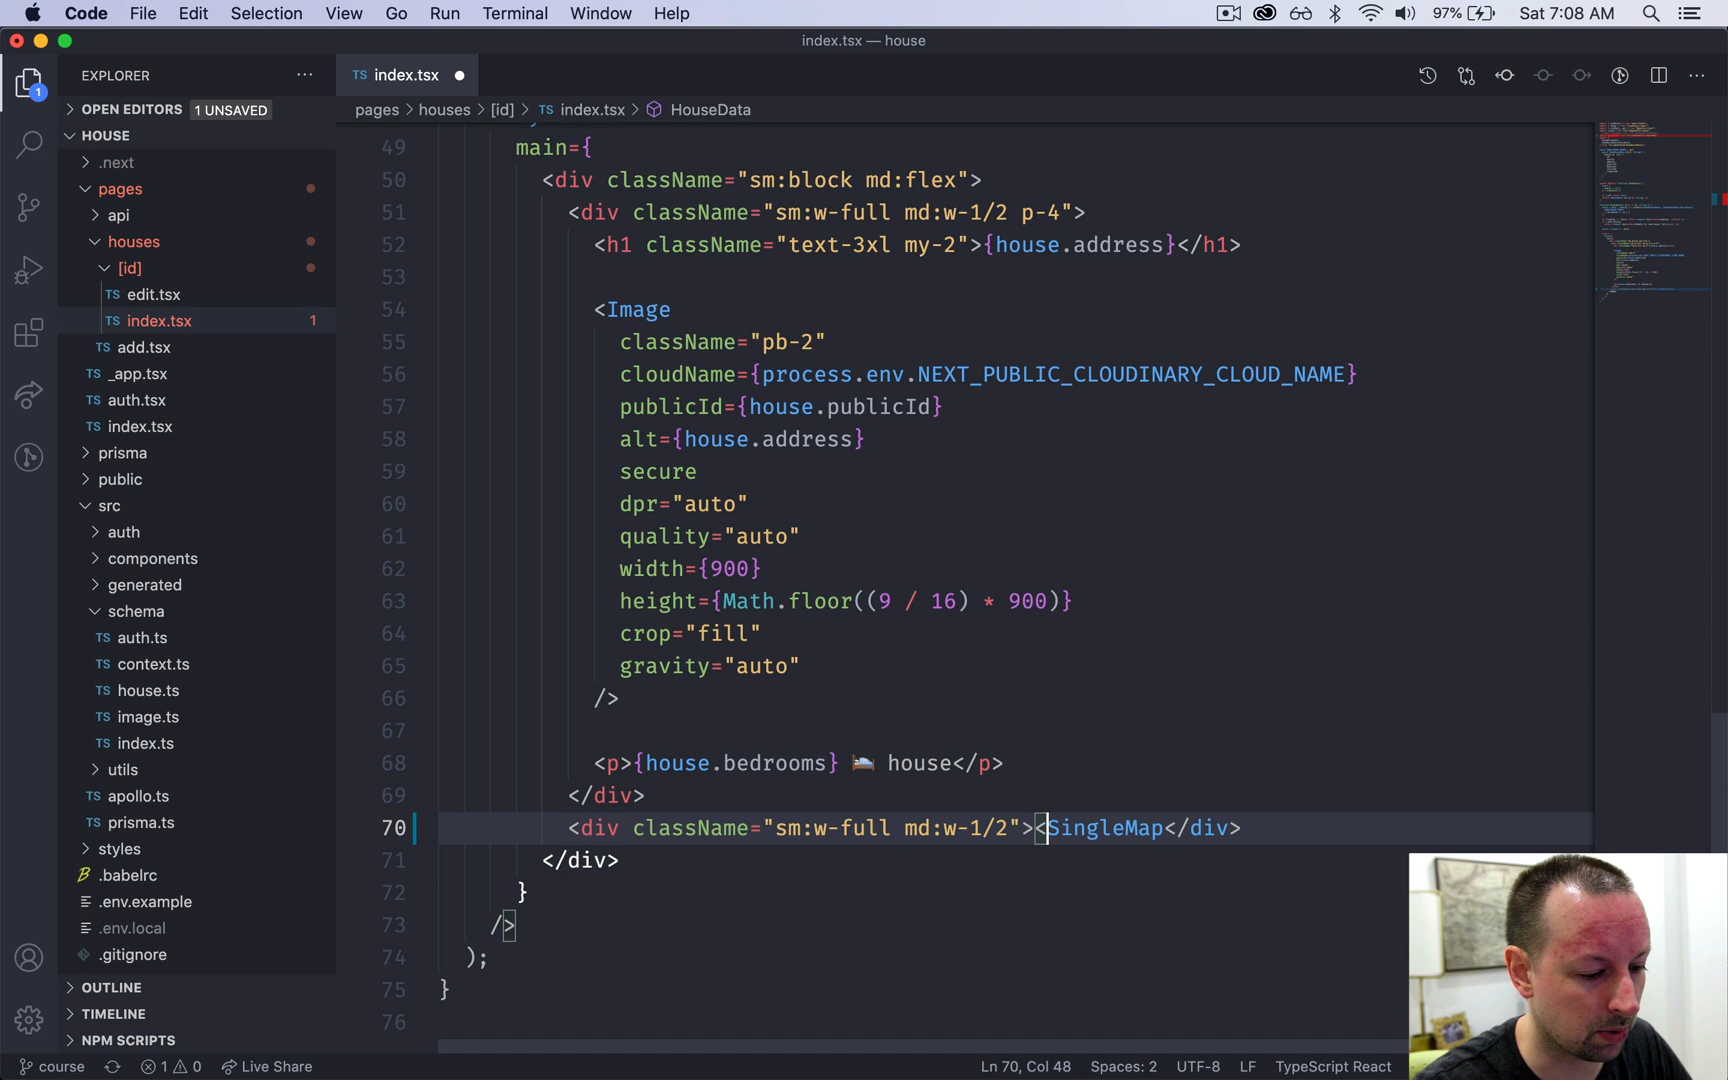 Code File Edit Selection View Go Run Terminal Window Help 97% Sat 7:08 AM
index.tsx — house
EXPLORER ··· TS index.tsx
OPEN EDITORS 1 UNSAVED
pages > houses > [id] > TS index.tsx > HouseData
HOUSE
.next
pages
api
houses
[id]
TS edit.tsx
TS index.tsx 1
TS add.tsx
TS _app.tsx
TS auth.tsx
TS index.tsx
prisma
public
src
auth
components
generated
schema
TS auth.ts
TS context.ts
TS house.ts
TS image.ts
TS index.ts
utils
TS apollo.ts
TS prisma.ts
styles
.babelrc
.env.example
.env.local
.gitignore
OUTLINE
TIMELINE
NPM SCRIPTS
49 main={
50 <div className="sm:block md:flex">
51 <div className="sm:w-full md:w-1/2 p-4">
52 <h1 className="text-3xl my-2">{house.address}</h1>
53
54 <Image
55 className="pb-2"
56 cloudName={process.env.NEXT_PUBLIC_CLOUDINARY_CLOUD_NAME}
57 publicId={house.publicId}
58 alt={house.address}
59 secure
60 dpr="auto"
61 quality="auto"
62 width={900}
63 height={Math.floor((9 / 16) * 900)}
64 crop="fill"
65 gravity="auto"
66 />
67
68 <p>{house.bedrooms} 🛌 house</p>
69 </div>
70 <div className="sm:w-full md:w-1/2"><SingleMap</div>
71 </div>
72 }
73 />
74 );
75 }
76
course 1 0 Live Share Ln 70, Col 48 Spaces: 2 UTF-8 LF TypeScript React